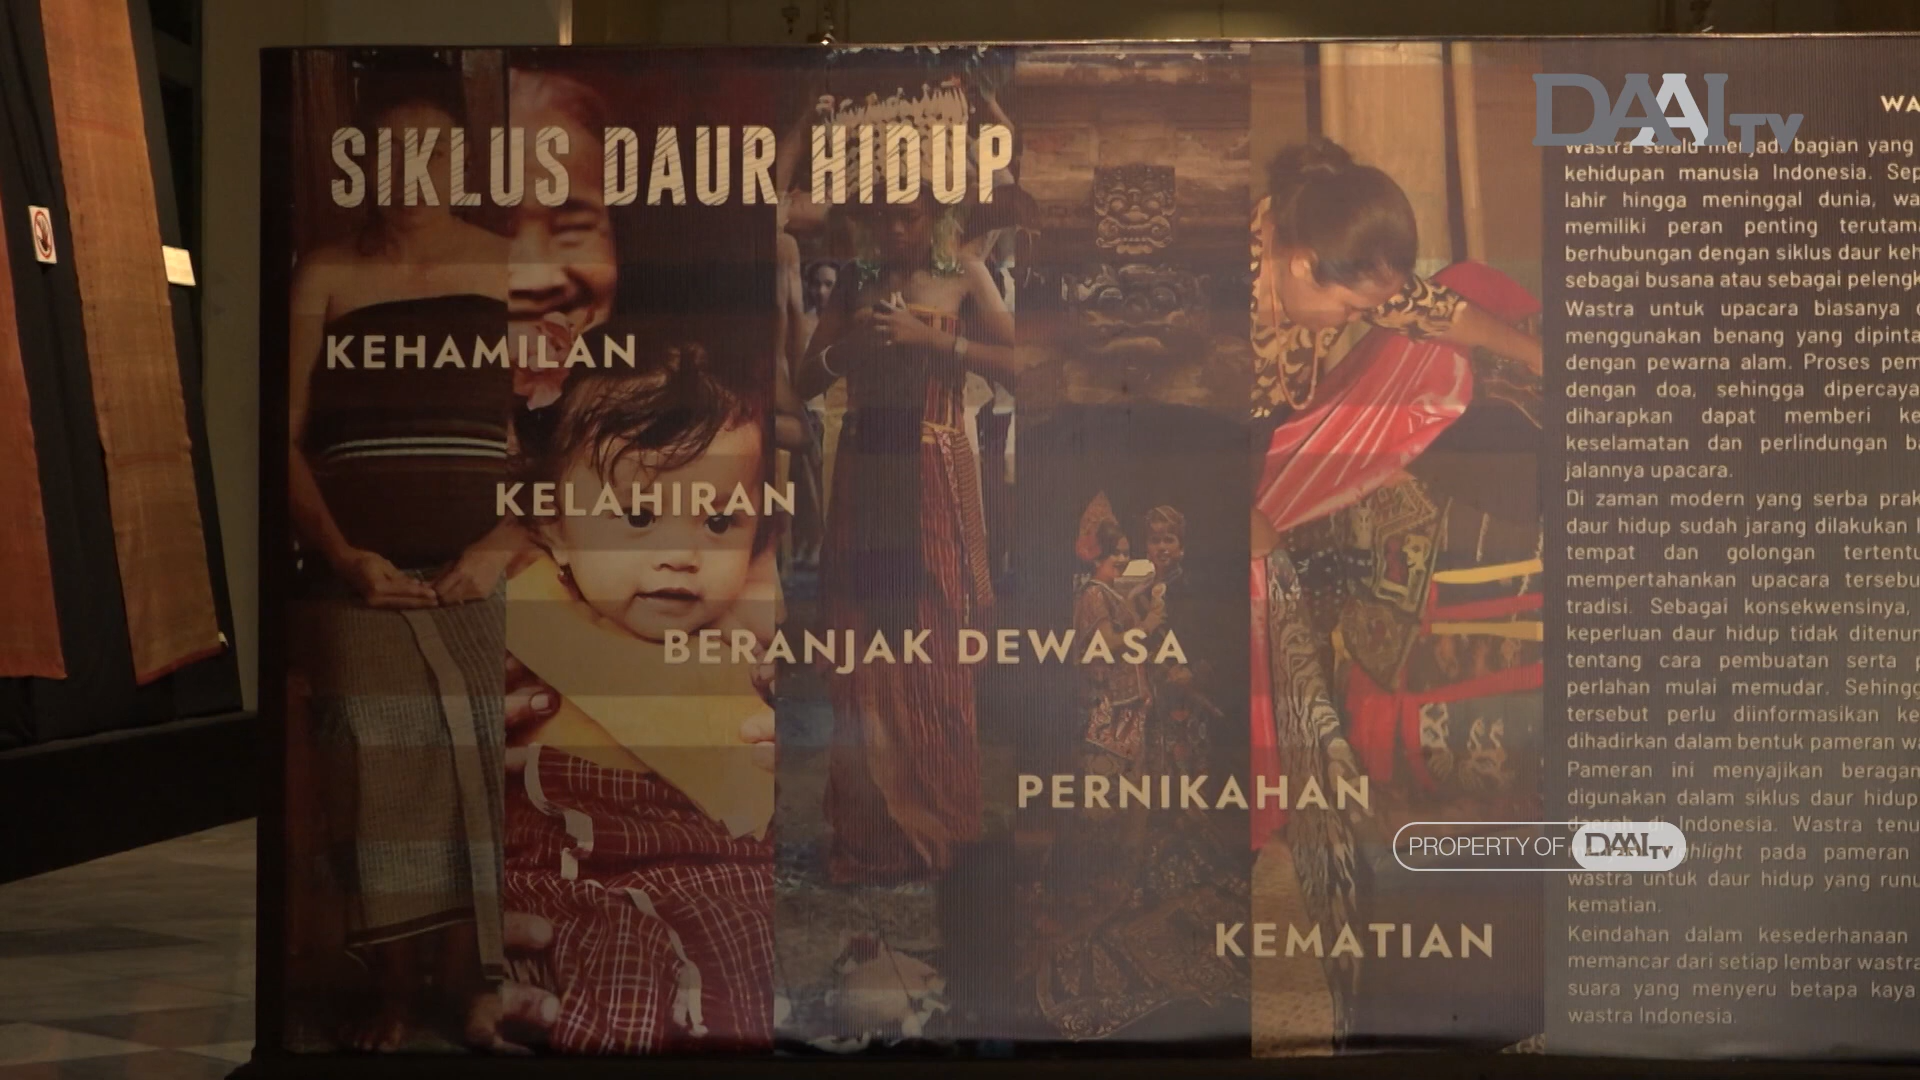 SIKLUS DAUR HIDUP
KEHAMILAN
KELAHIRAN
BERANJAK DEWASA
PERNIKAHAN
KEMATIAN
DAAI TV
Wastra selalu menjadi bagian yang
kehidupan manusia Indonesia.
lahir hingga meninggal dunia,
memiliki peran penting
berhubungan dengan siklus daur
sebagai busana atau sebagai
Wastra untuk upacara biasanya
menggunakan benang yang
dengan pewarna alam. Proses
dengan doa, sehingga
diharapkan dapat memberi
keselamatan dan perlindungan
jalannya upacara.
Di zaman modern yang serba
daur hidup sudah jarang dilakukan
tempat dan golongan
mempertahankan upacara
tradisi. Sebagai konsekwensinya,
keperluan daur hidup tidak
tentang cara pembuatan serta
perlahan mulai memudar.
tersebut perlu diinformasikan
dihadirkan dalam bentuk pameran
Pameran ini menyajikan
digunakan dalam siklus daur hidup
daerah di Indonesia. Wastra
highlight pada pameran
wastra untuk daur hidup yang
kematian.
Keindahan dalam kesederhanaan
memancar dari setiap lembar
suara yang menyeru betapa kaya
wastra Indonesia.
PROPERTY OF DAAI TV